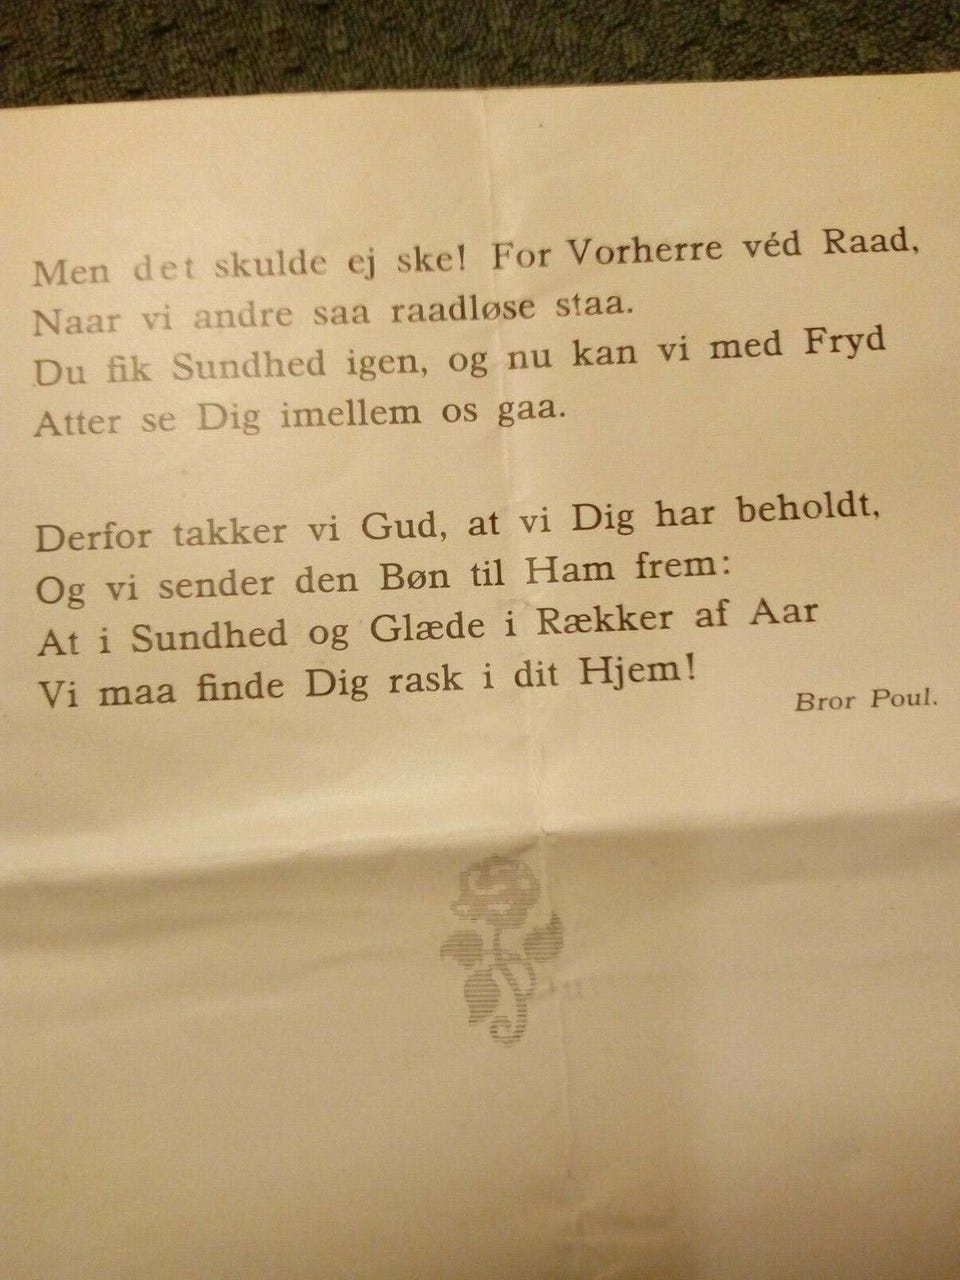 Men det skulde ej ske! For Vorherre véd Raad,
Naar vi andre saa raadløse staa.
Du fik Sundhed igen, og nu kan vi med Fryd
Atter se Dig imellem os gaa.
Derfor takker vi Gud, at vi Dig har beholdt,
Og vi sender den Bøn til Ham frem:
At i Sundhed og Glæde i Rækker af Aar
Vi maa finde Dig rask i dit Hjem!
Bror Poul.